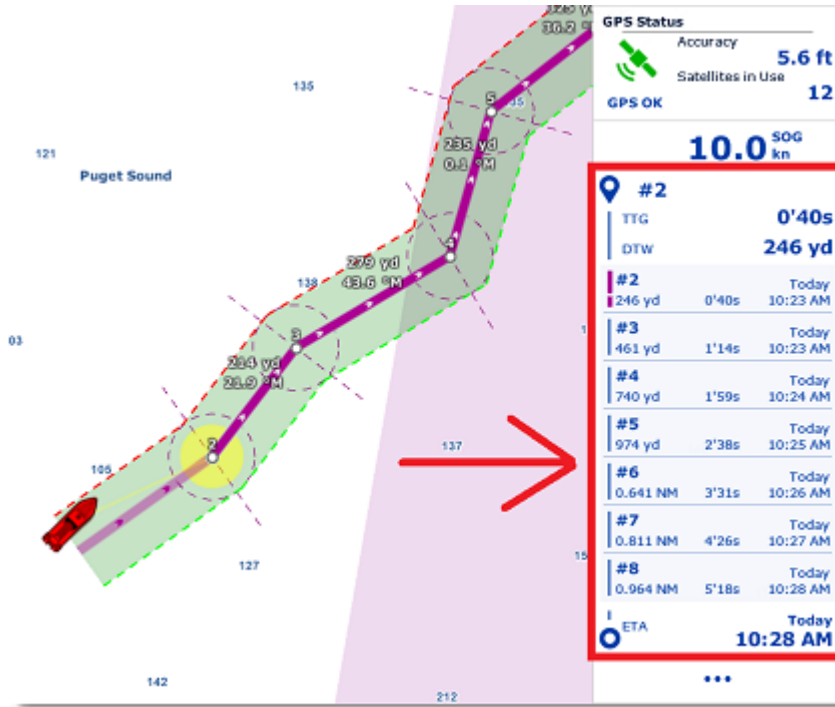 326 yd
36.2 °M
135
5
135
121
235 yd
0.1 °M
Puget Sound
4
279 yd
43.6 °M
138
3
03
214 yd
21.9 °M
2
137
105
127
142
212
GPS Status
Accuracy
5.6 ft
Satellites in Use
12
GPS OK
10.0 SOG
kn
#2
TTG 0'40s
DTW 246 yd
#2 Today
246 yd 0'40s 10:23 AM
#3 Today
461 yd 1'14s 10:23 AM
#4 Today
740 yd 1'59s 10:24 AM
#5 Today
974 yd 2'38s 10:25 AM
#6 Today
0.641 NM 3'31s 10:26 AM
#7 Today
0.811 NM 4'26s 10:27 AM
#8 Today
0.964 NM 5'18s 10:28 AM
ETA Today
10:28 AM
•••